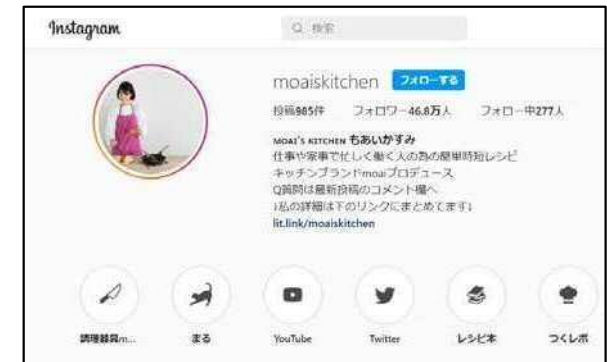 Instagram
検索
moaiskitchen フォローする
投稿985件 フォロワー46.8万人 フォロー中277人
MOAI'S KITCHEN もあいかすみ
仕事や家事で忙しく働く人の為の簡単時短レシピ
キッチンブランドmoaiプロデュース
Q質問は最新投稿のコメント欄へ
↓私の詳細は下のリンクにまとめてます↓
lit.link/moaiskitchen
調理器具m... まる YouTube Twitter レシピ本 つくレポ